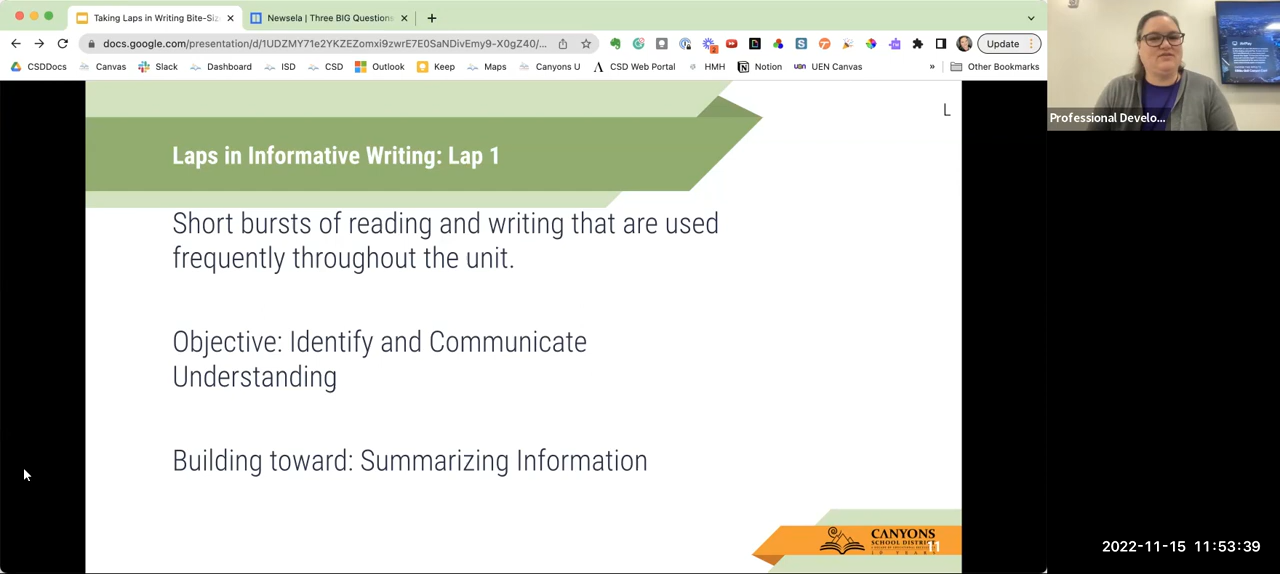 Taking Laps in Writing Bite-Siz
Newsela | Three BIG Questions
docs.google.com/presentation/d/1UDZMY71e2YKZEZomxi9zwrE7E0SaNDivEmy9-X0gZ40/...
Update
CSDDocs
Canvas
Slack
Dashboard
ISD
CSD
Outlook
Keep
Maps
Canyons U
CSD Web Portal
HMH
Notion
UEN Canvas
»
Other Bookmarks
L
Laps in Informative Writing: Lap 1
Short bursts of reading and writing that are used
frequently throughout the unit.
Objective: Identify and Communicate
Understanding
Building toward: Summarizing Information
CANYONS
SCHOOL DISTRICT
11
Professional Develo...
2022-11-15 11:53:39